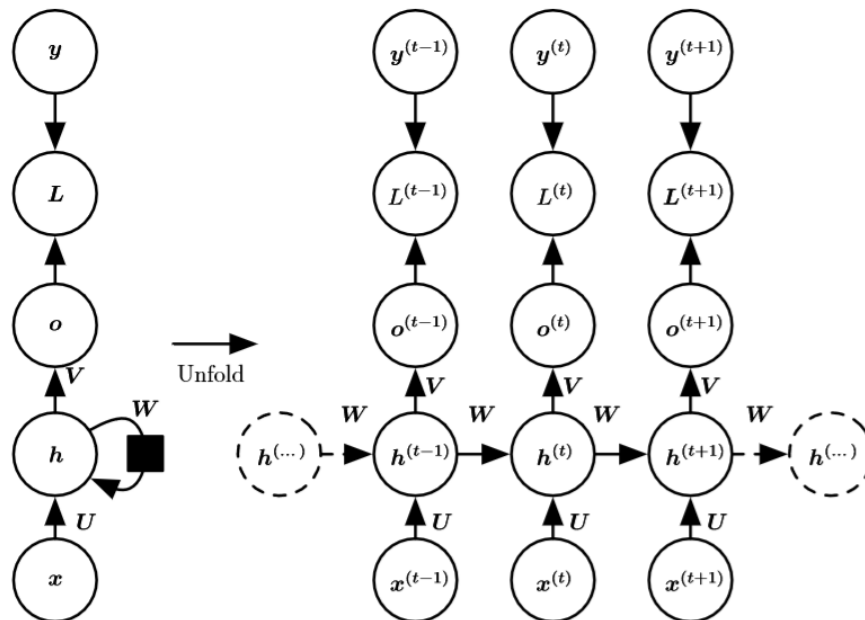 y y^(t−1) y^(t) y^(t+1)
L L^(t−1) L^(t) L^(t+1)
o o^(t−1) o^(t) o^(t+1)
Unfold
V V V V
W W W W W
h h^(...) h^(t−1) h^(t) h^(t+1) h^(...)
U U U U
x x^(t−1) x^(t) x^(t+1)